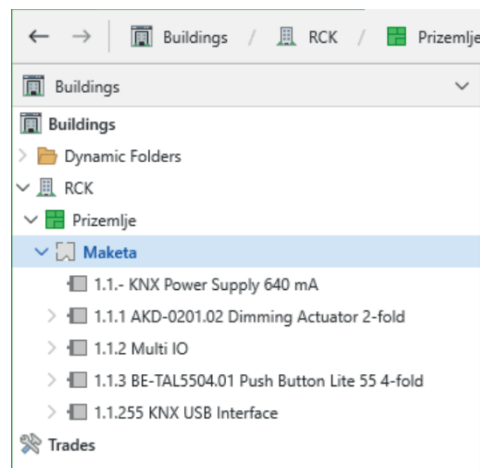 Buildings / RCK / Prizemlje
Buildings
Buildings
Dynamic Folders
RCK
Prizemlje
Maketa
1.1.- KNX Power Supply 640 mA
1.1.1 AKD-0201.02 Dimming Actuator 2-fold
1.1.2 Multi IO
1.1.3 BE-TAL5504.01 Push Button Lite 55 4-fold
1.1.255 KNX USB Interface
Trades